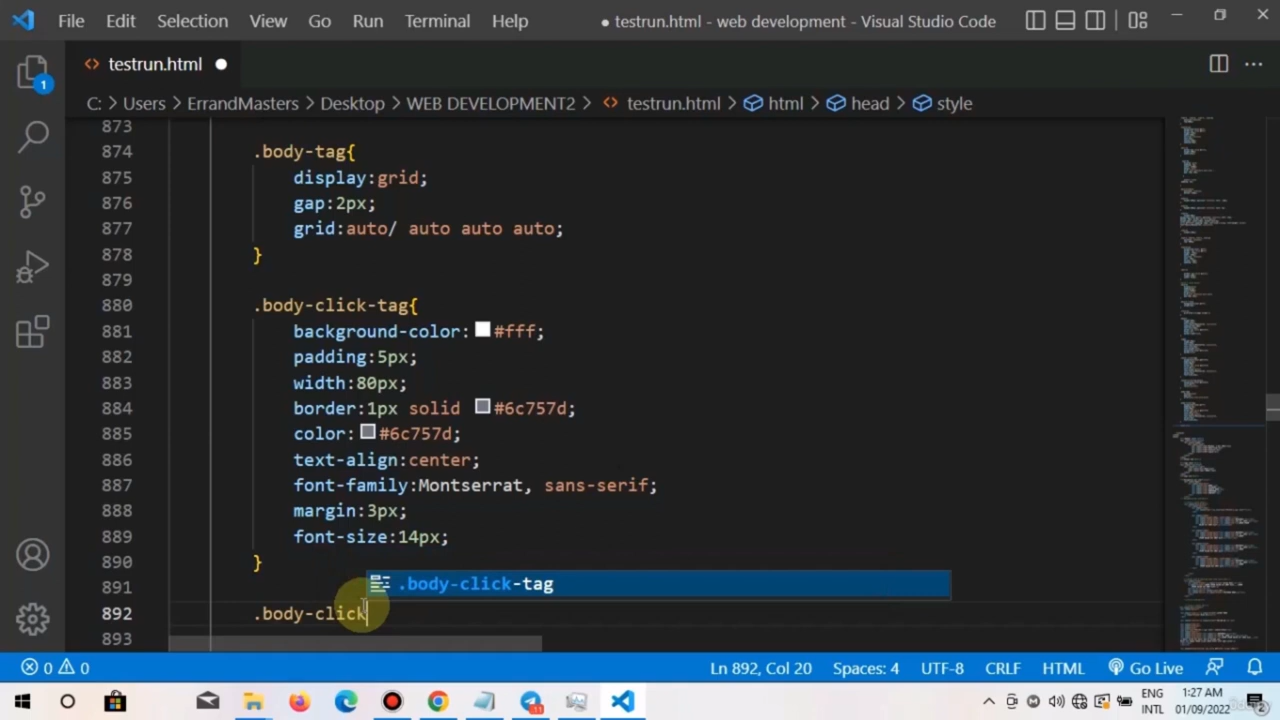 File Edit Selection View Go Run Terminal Help ● testrun.html - web development - Visual Studio Code
<> testrun.html ●
C: > Users > ErrandMasters > Desktop > WEB DEVELOPMENT2 > <> testrun.html > html > head > style
1
873
874 .body-tag{
875 display:grid;
876 gap:2px;
877 grid:auto/ auto auto auto;
878 }
879
880 .body-click-tag{
881 background-color:#fff;
882 padding:5px;
883 width:80px;
884 border:1px solid #6c757d;
885 color:#6c757d;
886 text-align:center;
887 font-family:Montserrat, sans-serif;
888 margin:3px;
889 font-size:14px;
890 }
891 .body-click-tag
892 .body-click
893
0 0 Ln 892, Col 20 Spaces: 4 UTF-8 CRLF HTML Go Live
ENG 1:27 AM
INTL 01/09/2022
11
2